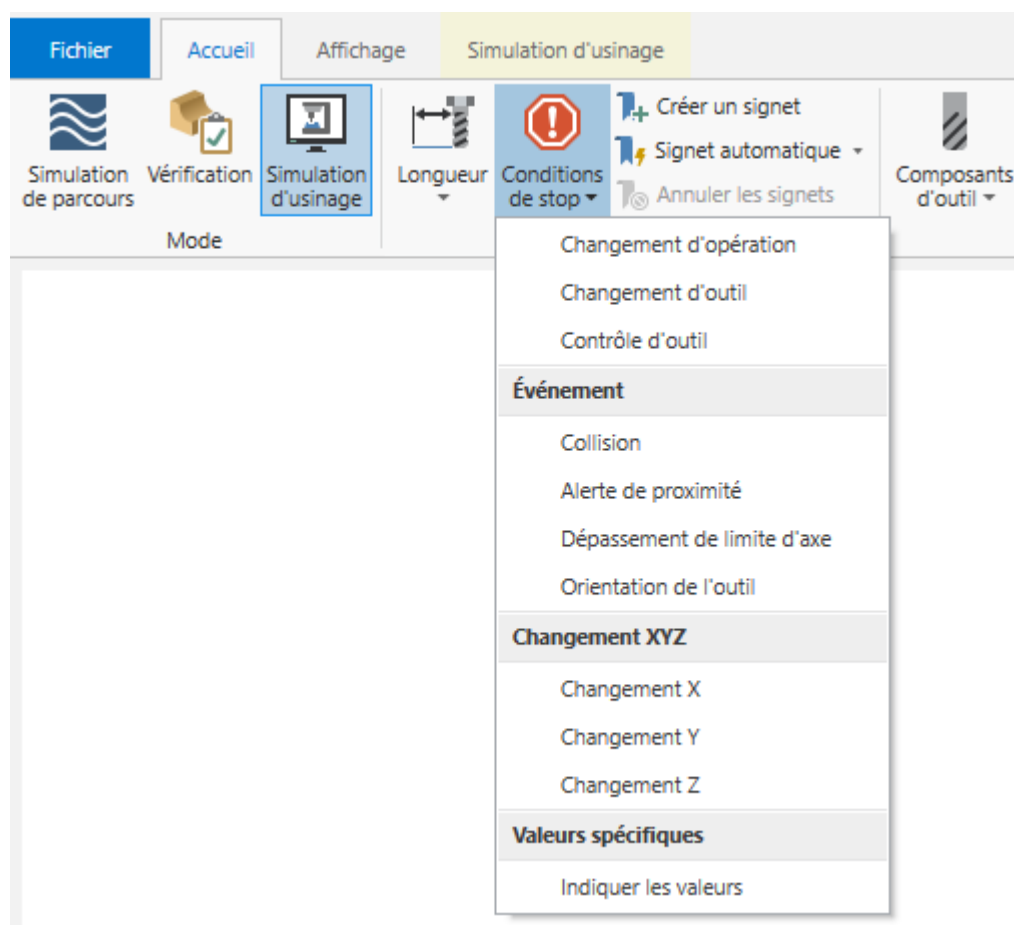 Fichier
Accueil
Affichage
Simulation d'usinage
Simulation
de parcours
Vérification
Simulation
d'usinage
Mode
Longueur
Conditions
de stop
Créer un signet
Signet automatique
Annuler les signets
Composants
d'outil
Changement d'opération
Changement d'outil
Contrôle d'outil
Événement
Collision
Alerte de proximité
Dépassement de limite d'axe
Orientation de l'outil
Changement XYZ
Changement X
Changement Y
Changement Z
Valeurs spécifiques
Indiquer les valeurs